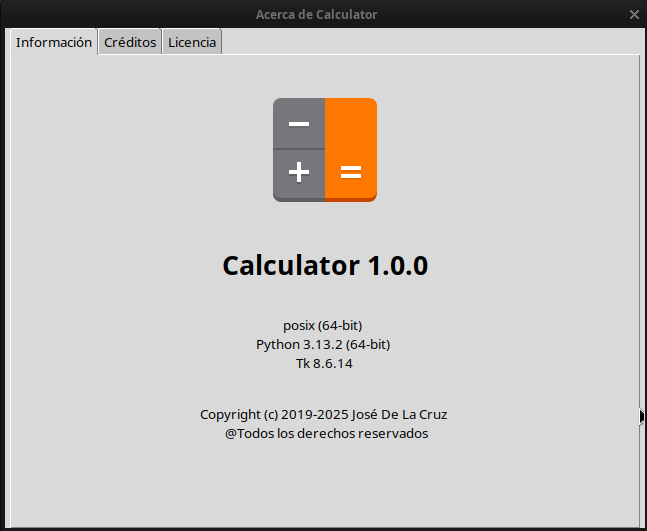 Acerca de Calculator
Información Créditos Licencia
Calculator 1.0.0
posix (64-bit)
Python 3.13.2 (64-bit)
Tk 8.6.14
Copyright (c) 2019-2025 José De La Cruz
@Todos los derechos reservados